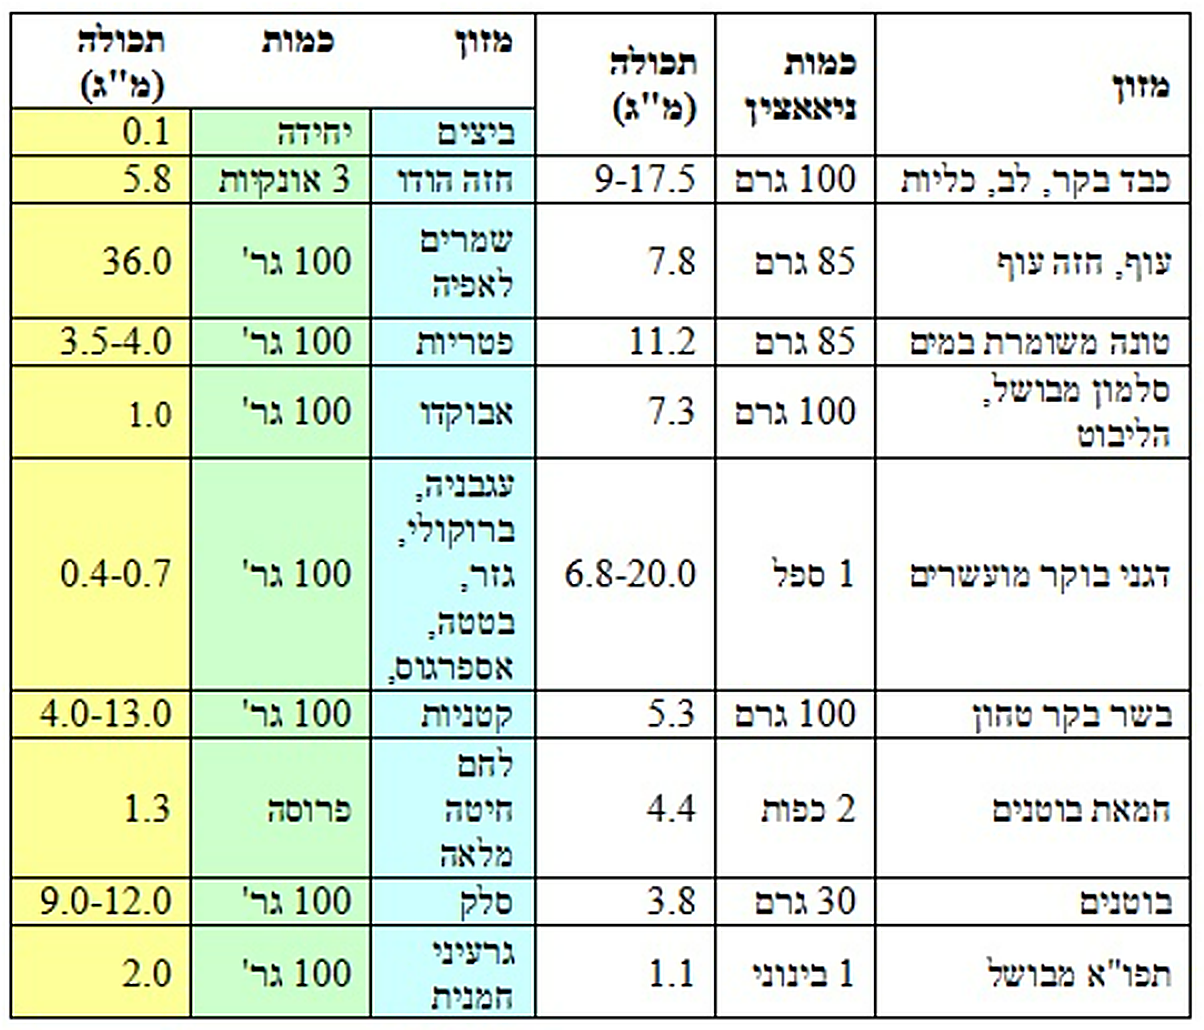 מזון כמות ניאאצין תכולה (מ"ג) מזון כמות תכולה (מ"ג)
ביצים יחידה 0.1
כבד בקר, לב, כליות 100 גרם 9-17.5 חזה הודו 3 אונקיות 5.8
עוף, חזה עוף 85 גרם 7.8 שמרים לאפיה 100 גר' 36.0
טונה משומרת במים 85 גרם 11.2 פטריות 100 גר' 3.5-4.0
סלמון מבושל, הליבוט 100 גרם 7.3 אבוקדו 100 גר' 1.0
דגני בוקר מועשרים 1 ספל 6.8-20.0 עגבניה, ברוקולי, גזר, בטטה, אספרגוס, 100 גר' 0.4-0.7
בשר בקר טחון 100 גרם 5.3 קטניות 100 גר' 4.0-13.0
חמאת בוטנים 2 כפות 4.4 לחם חיטה מלאה פרוסה 1.3
בוטנים 30 גרם 3.8 סלק 100 גר' 9.0-12.0
תפו"א מבושל 1 בינוני 1.1 גרעיני חמנית 100 גר' 2.0